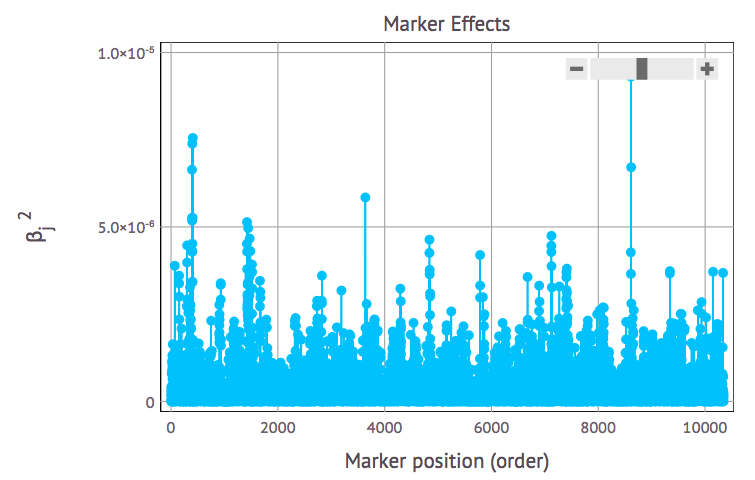 Marker Effects
1.0×10⁻⁵
− +
5.0×10⁻⁶
βⱼ²
0
0 2000 4000 6000 8000 10000
Marker position (order)